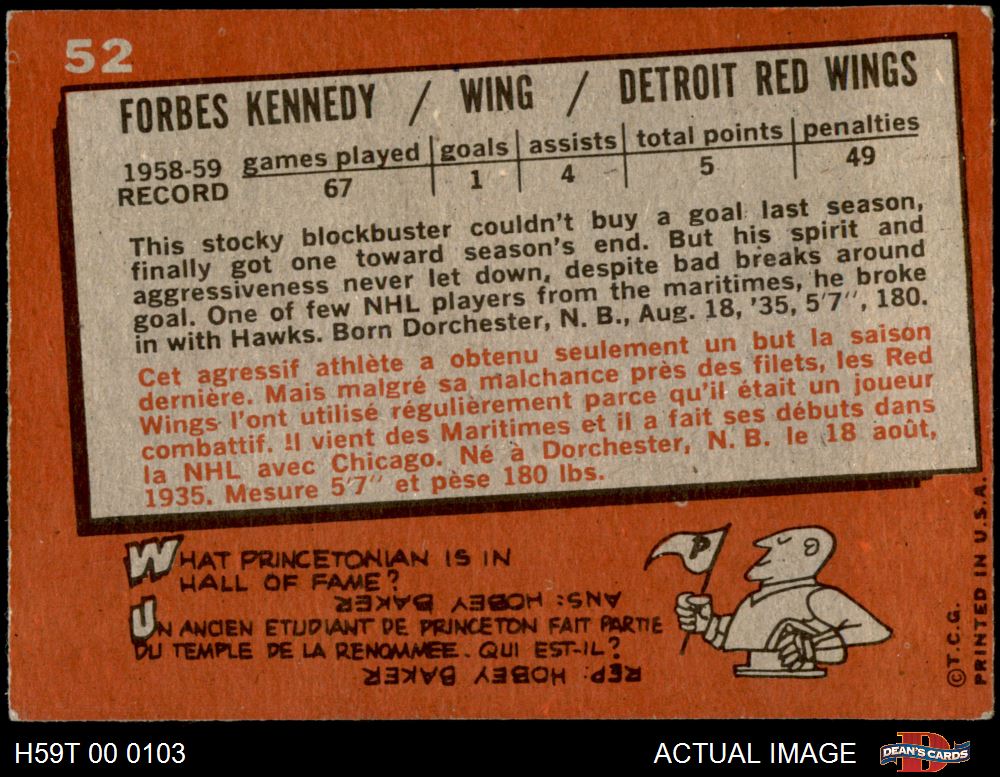 52
FORBES KENNEDY / WING / DETROIT RED WINGS
1958-59 RECORD games played goals assists total points penalties
67 1 4 5 49
This stocky blockbuster couldn't buy a goal last season,
finally got one toward season's end. But his spirit and
aggressiveness never let down, despite bad breaks around
goal. One of few NHL players from the maritimes, he broke
in with Hawks. Born Dorchester, N. B., Aug. 18, '35, 5'7", 180.
Cet agressif athlète a obtenu seulement un but la saison
dernière. Mais malgré sa malchance près des filets, les Red
Wings l'ont utilisé régulièrement parce qu'il était un joueur
combattif. Il vient des Maritimes et il a fait ses débuts dans
la NHL avec Chicago. Né à Dorchester, N. B. le 18 août,
1935. Mesure 5'7" et pèse 180 lbs.
WHAT PRINCETONIAN IS IN
HALL OF FAME?
ANS: HOBEY BAKER
UN ANCIEN ETUDIANT DE PRINCETON FAIT PARTIE
DU TEMPLE DE LA RENOMMEE. QUI EST-IL?
REP: HOBEY BAKER
P
©T.C.G. PRINTED IN U.S.A.
H59T 00 0103
ACTUAL IMAGE
DEAN'S CARDS